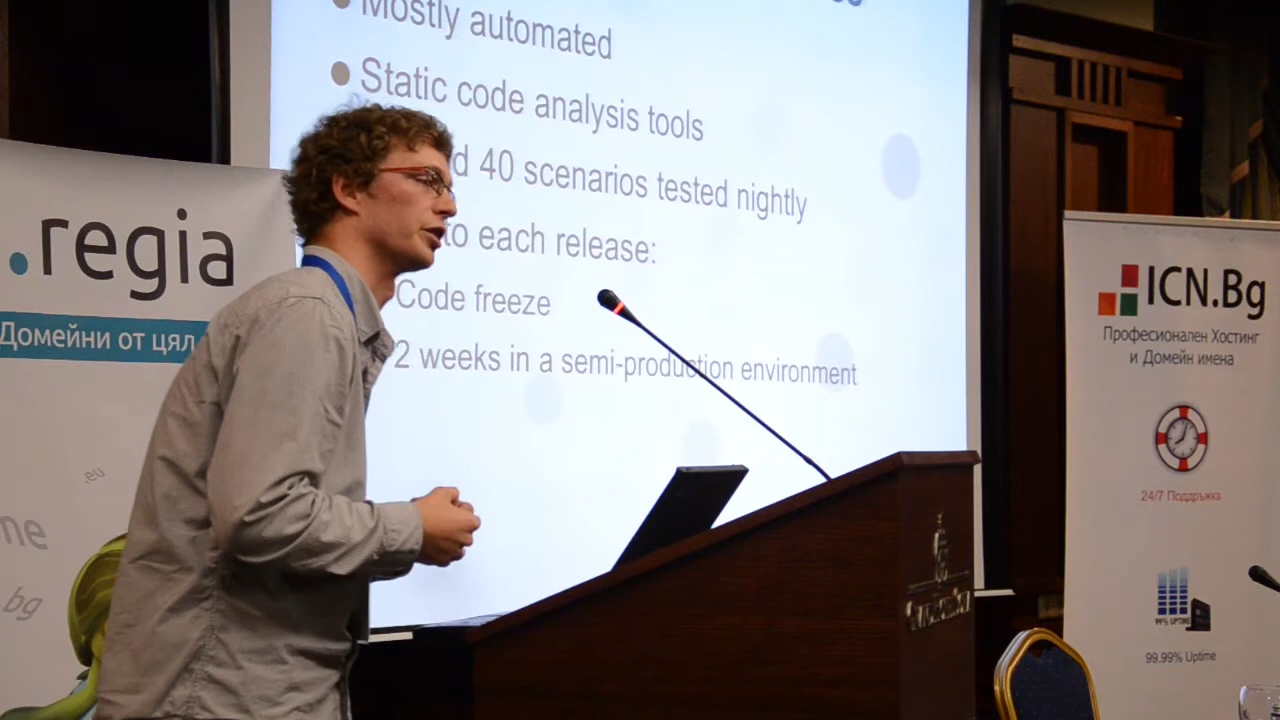 Mostly automated
Static code analysis tools
40 scenarios tested nightly
to each release:
Code freeze
2 weeks in a semi-production environment
.regia
Домейни от цял
.eu
me
.bg
ICN.Bg
Професионален Хостинг
и Домейн имена
24/7 Поддръжка
99% UPTIME
99.99% Uptime